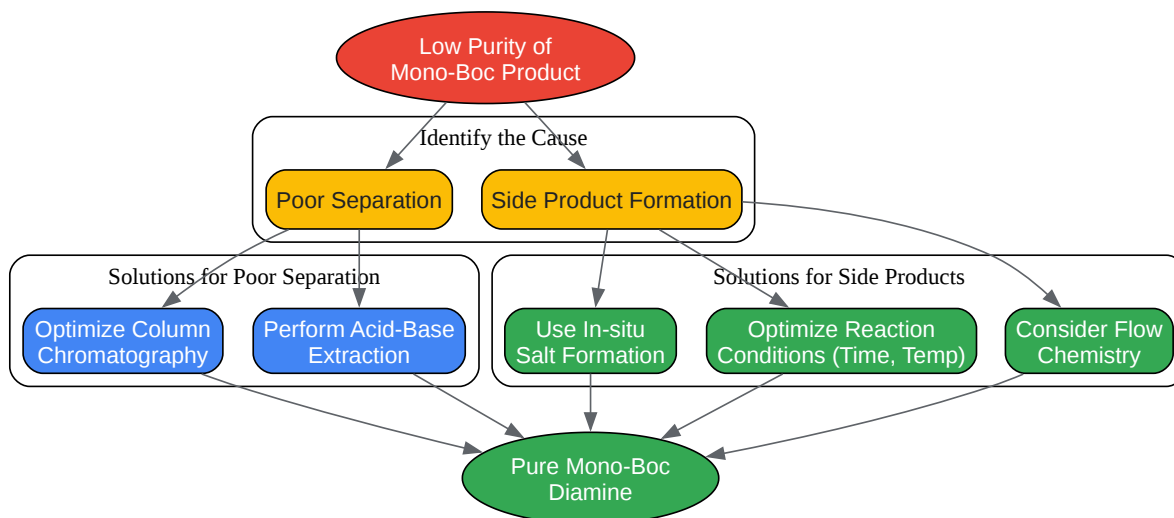 Low Purity of
Mono-Boc Product
Identify the Cause
Poor Separation
Side Product Formation
Solutions for Poor Separation
Solutions for Side Products
Optimize Column
Chromatography
Perform Acid-Base
Extraction
Use In-situ
Salt Formation
Optimize Reaction
Conditions (Time, Temp)
Consider Flow
Chemistry
Pure Mono-Boc
Diamine